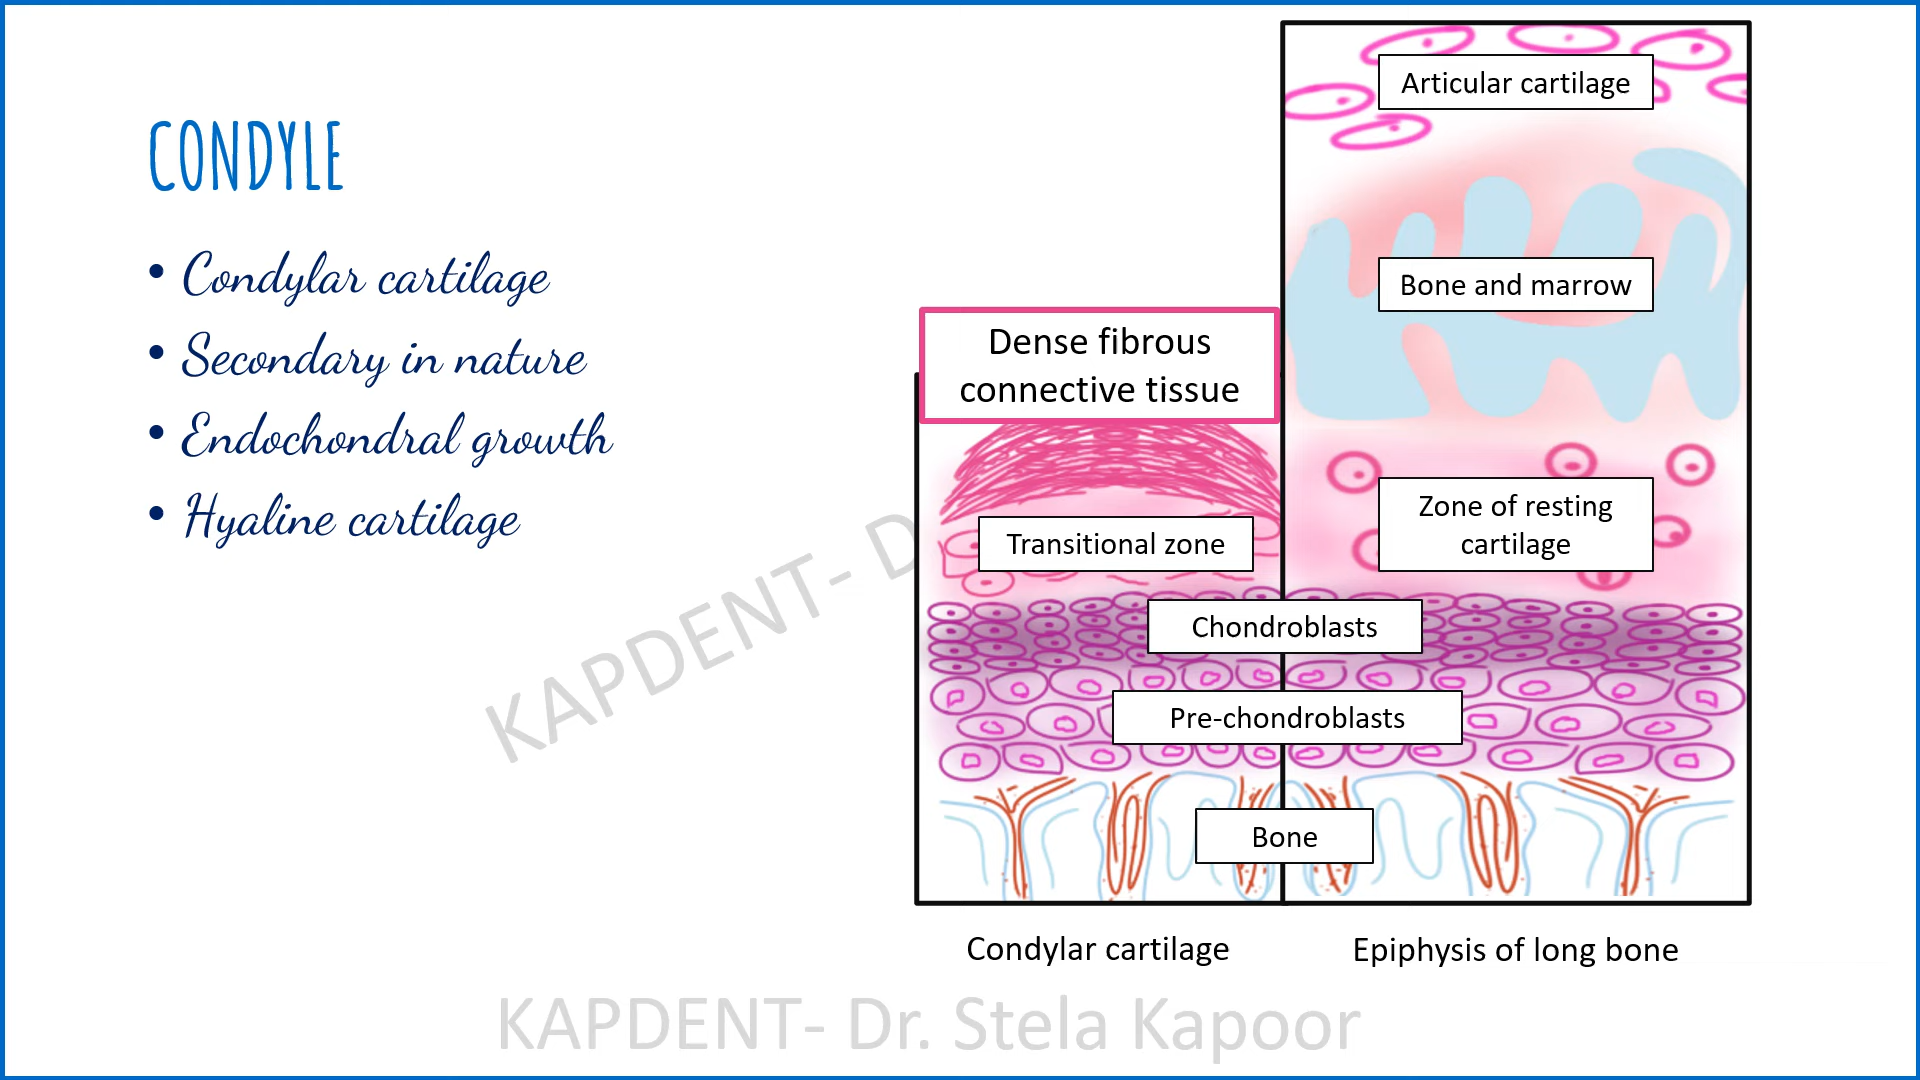 CONDYLE
• Condylar cartilage
• Secondary in nature
• Endochondral growth
• Hyaline cartilage
Articular cartilage
Bone and marrow
Dense fibrous
connective tissue
Zone of resting
cartilage
Transitional zone
Chondroblasts
Pre-chondroblasts
Bone
Condylar cartilage
Epiphysis of long bone
KAPDENT- D
KAPDENT- Dr. Stela Kapoor